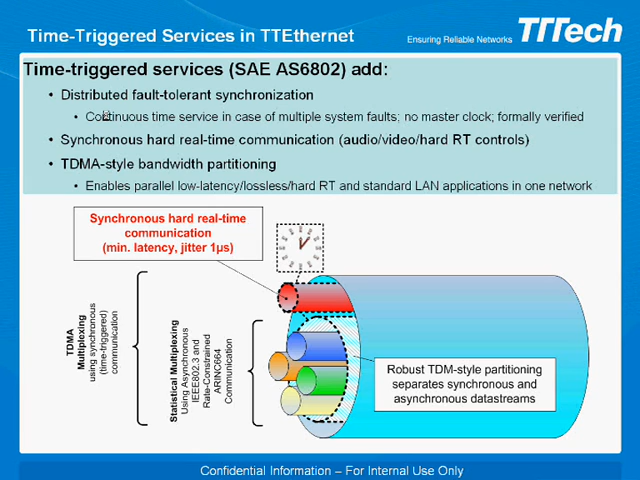 Time-Triggered Services in TTEthernet
Ensuring Reliable Networks TTTech
Time-triggered services (SAE AS6802) add:
• Distributed fault-tolerant synchronization
• Continuous time service in case of multiple system faults; no master clock; formally verified
• Synchronous hard real-time communication (audio/video/hard RT controls)
• TDMA-style bandwidth partitioning
• Enables parallel low-latency/lossless/hard RT and standard LAN applications in one network
Synchronous hard real-time
communication
(min. latency, jitter 1µs)
TDMA
Multiplexing
using synchronous
(time-triggered)
communication
Statistical Multiplexing
Using Asynchronous
IEEE802.3 and
Rate-Constrained
ARINC664
Communication
Robust TDM-style partitioning
separates synchronous and
asynchronous datastreams
Confidential Information – For Internal Use Only